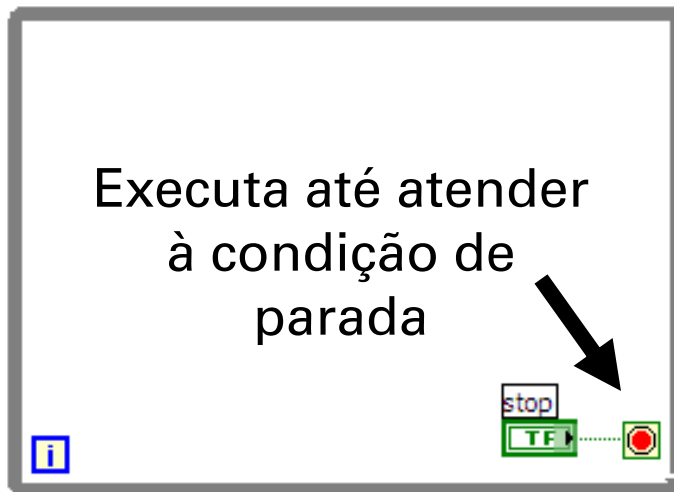 Executa até atender
à condição de
parada
stop
TF
i